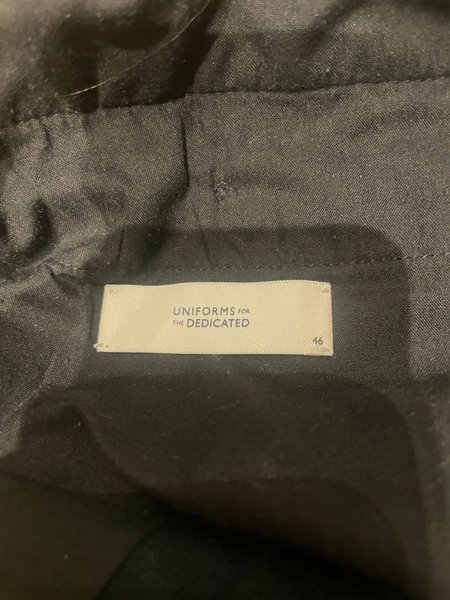 UNIFORMS FOR
THE DEDICATED
46